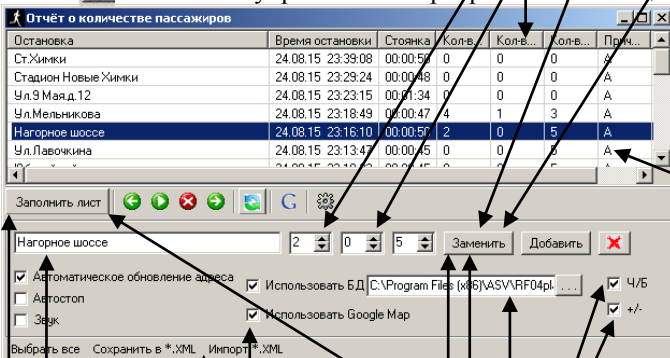 Отчёт о количестве пассажиров
Остановка Время остановки Стоянка Кол-в... Кол-в... Кол-в... Прич...
Ст.Химки 24.08.15 23:39:08 00:00:50 0 0 0 A
Стадион Новые Химки 24.08.15 23:29:24 00:00:48 0 0 0 A
Ул.9 Мая,д.12 24.08.15 23:23:15 00:01:34 0 0 0 A
Ул.Мельникова 24.08.15 23:18:49 00:00:47 4 1 3 A
Нагорное шоссе 24.08.15 23:16:10 00:00:50 2 0 5 A
Ул.Лавочкина 24.08.15 23:13:47 00:00:45 0 0 A
Заполнить лист G
Нагорное шоссе 2 0 5 Заменить Добавить
Автоматическое обновление адреса Использовать БД C:\Program Files (x86)\ASV\RF04pl ... Ч/Б
Автостоп Использовать Google Map +/-
Звук
Выбрать все Сохранить в *.XML Импорт *.XML